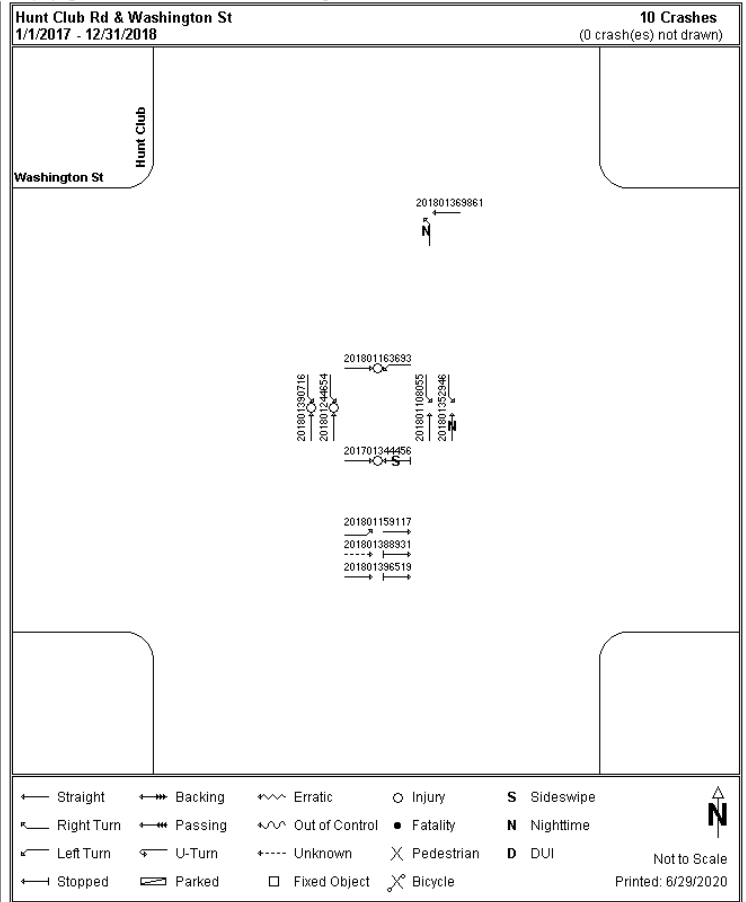 Hunt Club Rd & Washington St
10 Crashes
1/1/2017 - 12/31/2018
(0 crash(es) not drawn)
Hunt Club
Washington St
201801369861
N
201801163693
201801390716
201801244654
201801108055
201801352946
N
201701344456
S
201801159117
201801388931
201801396519
Straight
Backing
Erratic
Injury
S Sideswipe
Right Turn
Passing
Out of Control
Fatality
N Nighttime
Left Turn
U-Turn
Unknown
Pedestrian
D DUI
Stopped
Parked
Fixed Object
Bicycle
N
Not to Scale
Printed: 6/29/2020